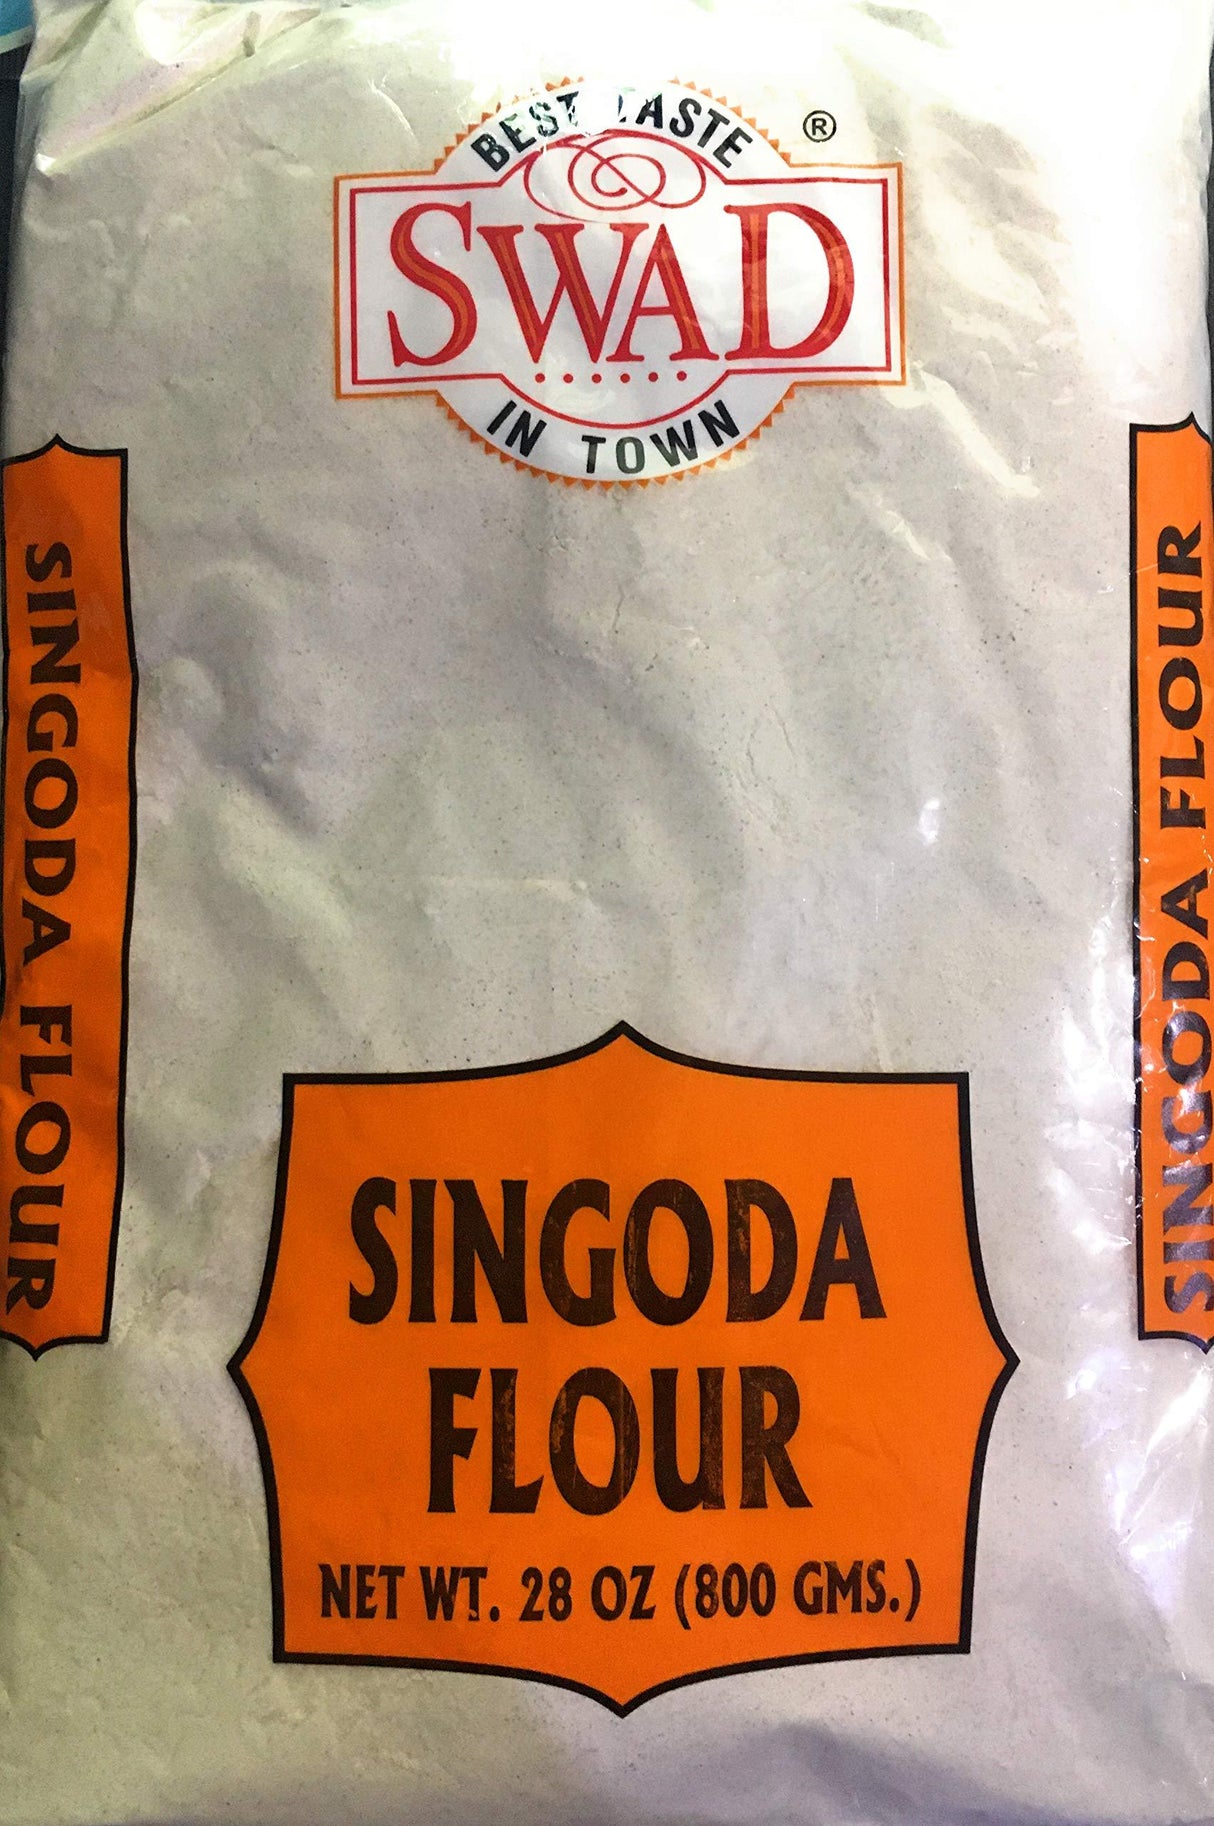 BEST TASTE
®
SWAD
IN TOWN
SINGODA FLOUR
SINGODA FLOUR
SINGODA
FLOUR
NET WT. 28 OZ (800 GMS.)